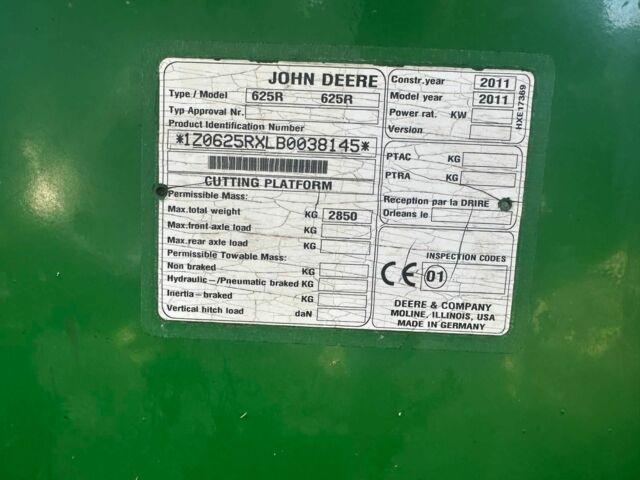 JOHN DEERE
Type / Model 625R 625R
Typ Approval Nr.
Product Identification Number
*1Z0625RXLB0038145*
CUTTING PLATFORM
Permissible Mass:
Max.total weight KG 2850
Max.front axle load KG
Max.rear axle load KG
Permissible Towable Mass:
Non braked KG
Hydraulic-/Pneumatic braked KG
Inertia-braked KG
Vertical hitch load daN
Constr.year 2011
Model year 2011
Power rat. KW
Version
HXE17369
PTAC KG
PTRA KG
Reception par la DRIRE
Orleans le
INSPECTION CODES
CE 01
DEERE & COMPANY
MOLINE, ILLINOIS, USA
MADE IN GERMANY